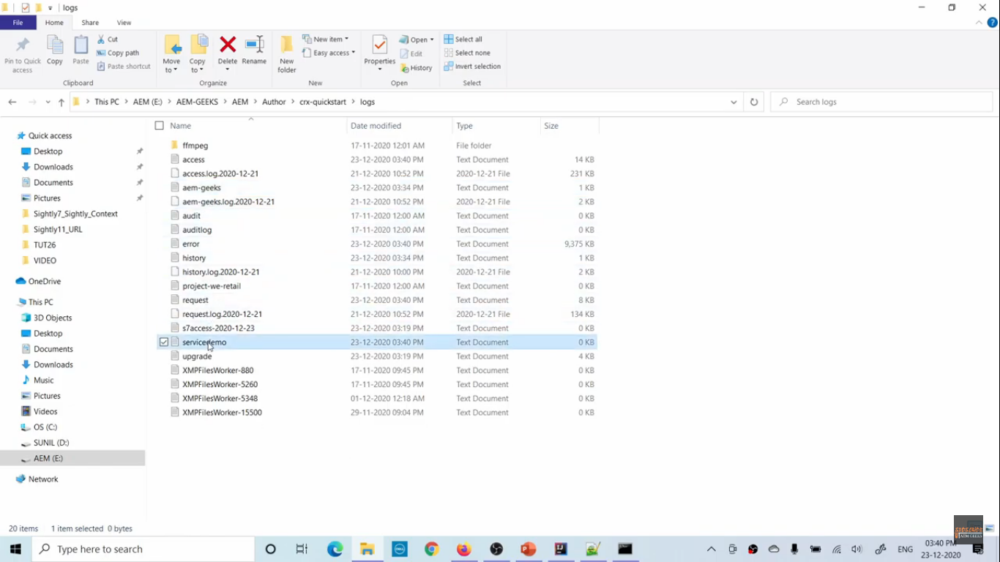 logs
File Home Share View
Pin to Quick access
Copy
Paste
Cut
Copy path
Paste shortcut
Clipboard
Move to
Copy to
Delete
Rename
Organize
New folder
New item
Easy access
New
Properties
Open
Edit
History
Open
Select all
Select none
Invert selection
Select
This PC AEM (E:) AEM-GEEKS AEM Author crx-quickstart logs
Search logs
Quick access
Desktop
Downloads
Documents
Pictures
Sightly7_Sightly_Context
Sightly11_URL
TUT26
VIDEO
OneDrive
This PC
3D Objects
Desktop
Documents
Downloads
Music
Pictures
Videos
OS (C:)
SUNIL (D:)
AEM (E:)
Network
Name Date modified Type Size
ffmpeg 17-11-2020 12:01 AM File folder
access 23-12-2020 03:40 PM Text Document 14 KB
access.log.2020-12-21 21-12-2020 10:52 PM 2020-12-21 File 231 KB
aem-geeks 23-12-2020 03:34 PM Text Document 1 KB
aem-geeks.log.2020-12-21 21-12-2020 10:52 PM 2020-12-21 File 2 KB
audit 17-11-2020 12:00 AM Text Document 0 KB
auditlog 17-11-2020 12:00 AM Text Document 0 KB
error 23-12-2020 03:40 PM Text Document 9,375 KB
history 23-12-2020 03:34 PM Text Document 1 KB
history.log.2020-12-21 21-12-2020 10:00 PM 2020-12-21 File 2 KB
project-we-retail 17-11-2020 12:00 AM Text Document 0 KB
request 23-12-2020 03:40 PM Text Document 8 KB
request.log.2020-12-21 21-12-2020 10:52 PM 2020-12-21 File 134 KB
s7access-2020-12-23 23-12-2020 03:19 PM Text Document 0 KB
servicedemo 23-12-2020 03:40 PM Text Document 0 KB
upgrade 23-12-2020 03:19 PM Text Document 4 KB
XMPFilesWorker-880 17-11-2020 09:45 PM Text Document 0 KB
XMPFilesWorker-5260 17-11-2020 09:45 PM Text Document 0 KB
XMPFilesWorker-5348 01-12-2020 12:18 AM Text Document 0 KB
XMPFilesWorker-15500 29-11-2020 09:04 PM Text Document 0 KB
20 items 1 item selected 0 bytes
SUBSCRIBE
AEM GEEKS
Type here to search
DELL
ENG
03:40 PM
23-12-2020